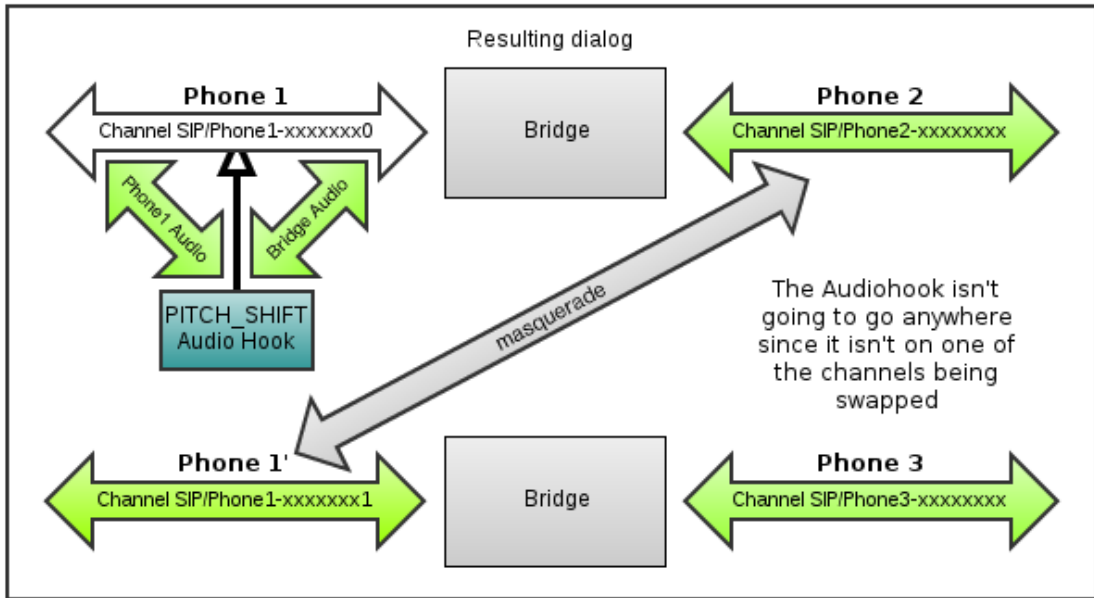 Resulting dialog
Phone 1
Channel SIP/Phone1-xxxxxxx0
Phone1 Audio
Bridge Audio
PITCH_SHIFT
Audio Hook
Bridge
Phone 2
Channel SIP/Phone2-xxxxxxxx
masquerade
The Audiohook isn't
going to go anywhere
since it isn't on one of
the channels being
swapped
Phone 1'
Channel SIP/Phone1-xxxxxxx1
Bridge
Phone 3
Channel SIP/Phone3-xxxxxxxx